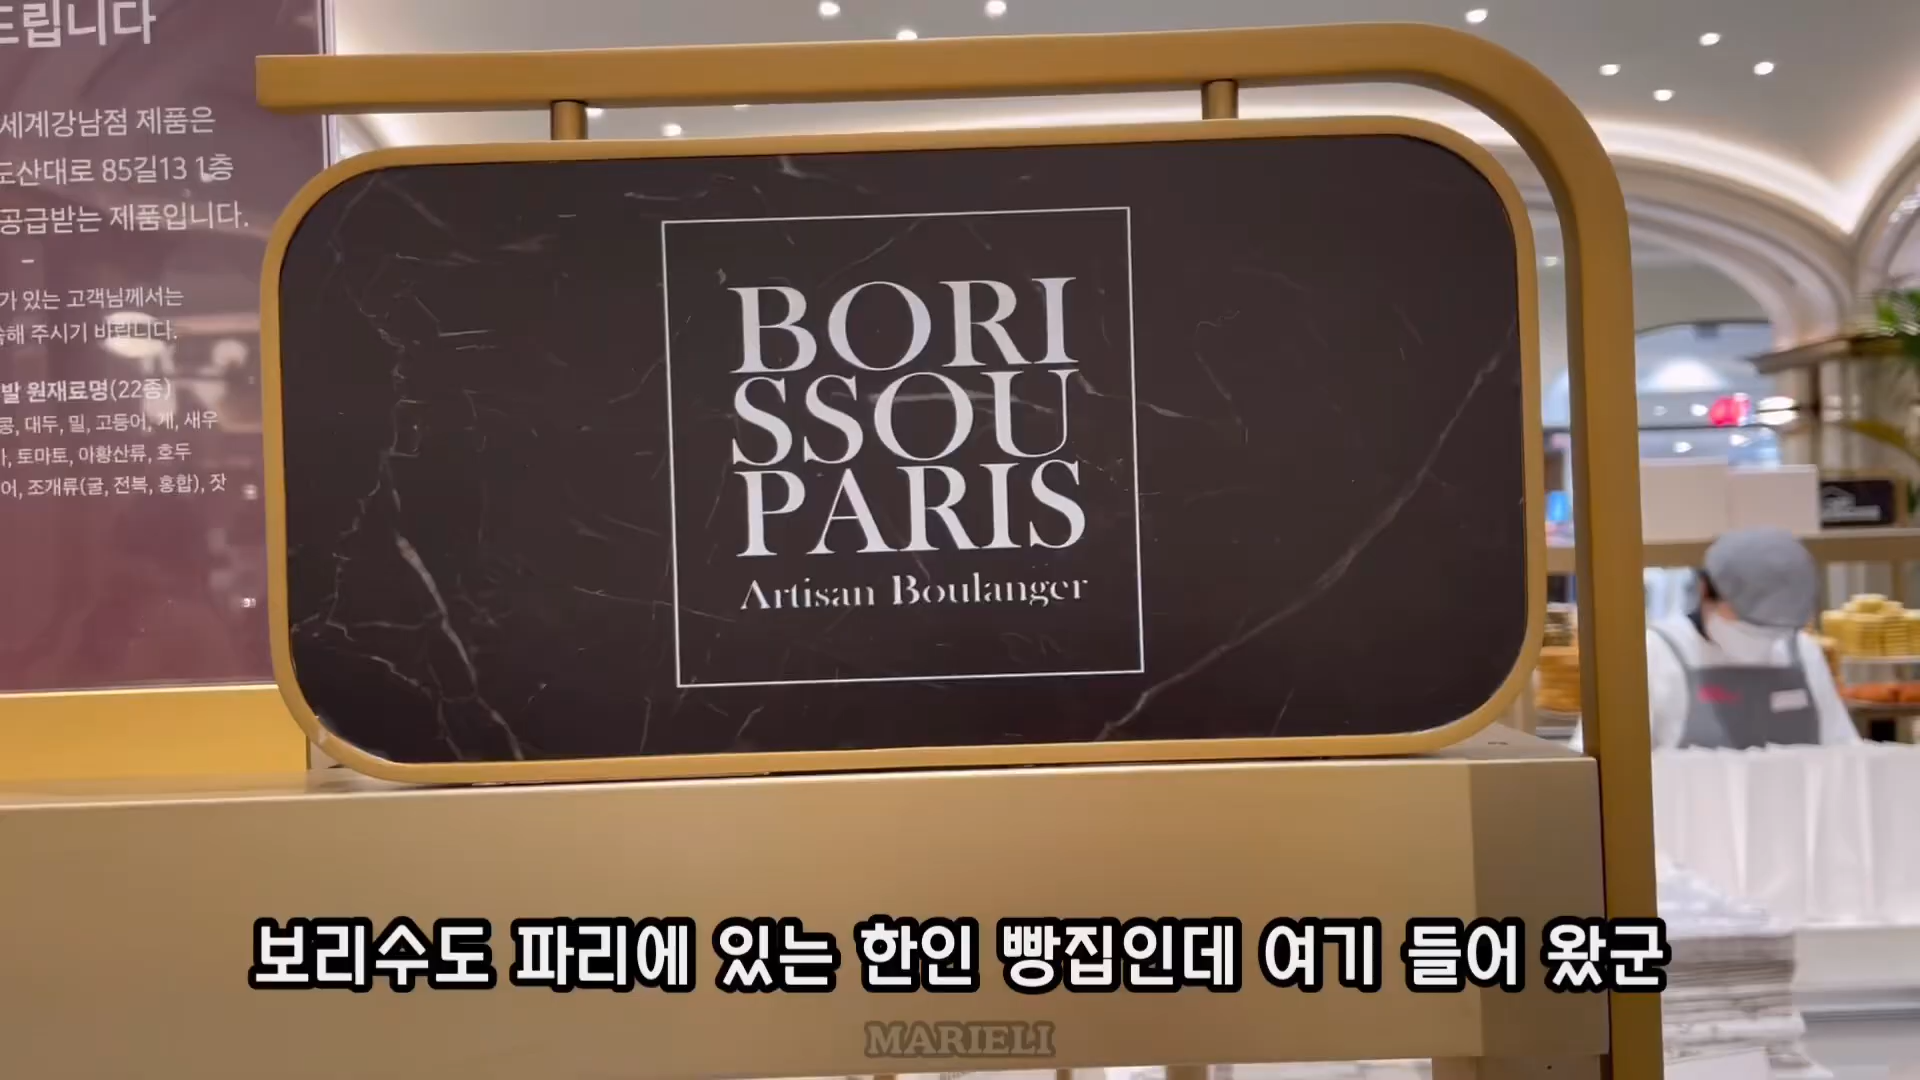 드립니다
세계강남점 제품은
도산대로 85길13 1층
공급받는 제품입니다.
가 있는 고객님께서는
해 주시기 바랍니다.
발 원재료명(22종)
콩, 대두, 밀, 고등어, 게, 새우
토마토, 아황산류, 호두
어, 조개류(굴, 전복, 홍합), 잣
BORI
SSOU
PARIS
Artisan Boulanger
보리수도 파리에 있는 한인 빵집인데 여기 들어 왔군
MARIELI